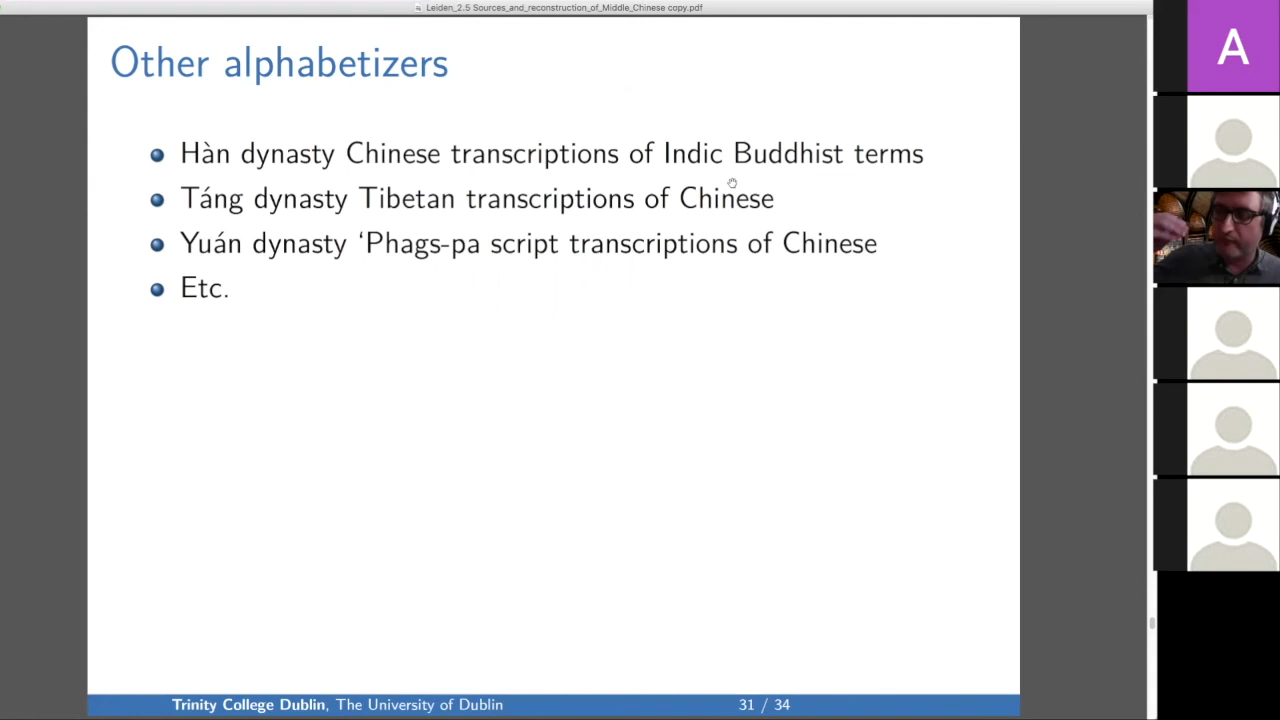 Leiden_2.5 Sources_and_reconstruction_of_Middle_Chinese copy.pdf
Other alphabetizers
Hàn dynasty Chinese transcriptions of Indic Buddhist terms
Táng dynasty Tibetan transcriptions of Chinese
Yuán dynasty ‘Phags-pa script transcriptions of Chinese
Etc.
Trinity College Dublin, The University of Dublin
31 / 34
A